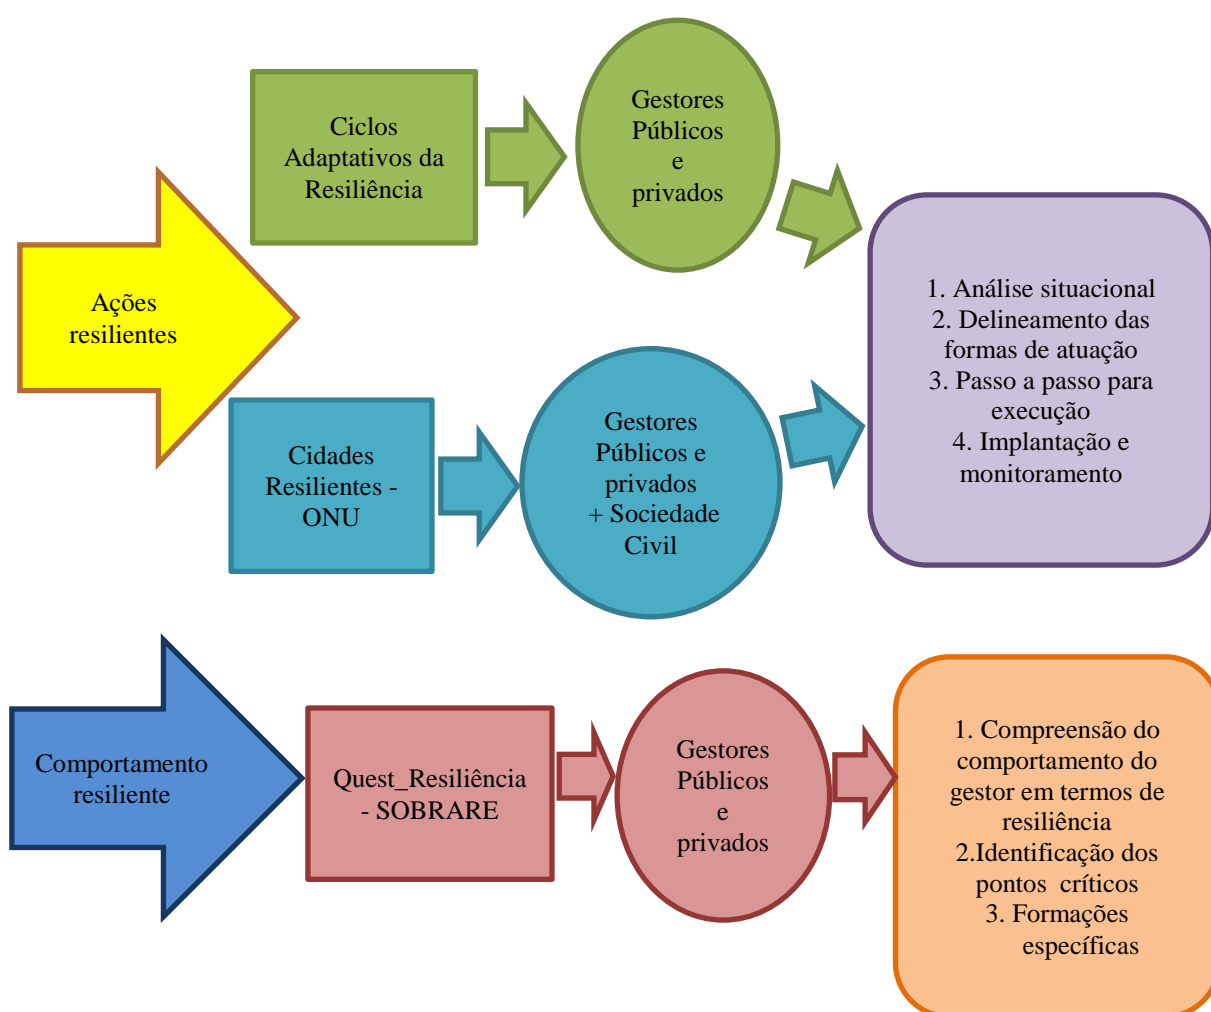 Ações
resilientes
Ciclos
Adaptativos da
Resiliência
Gestores
Públicos
e
privados
Cidades
Resilientes -
ONU
Gestores
Públicos e
privados
+ Sociedade
Civil
1. Análise situacional
2. Delineamento das
formas de atuação
3. Passo a passo para
execução
4. Implantação e
monitoramento
Comportamento
resiliente
Quest_Resiliência
- SOBRARE
Gestores
Públicos
e
privados
1. Compreensão do
comportamento do
gestor em termos de
resiliência
2.Identificação dos
pontos críticos
3. Formações
específicas